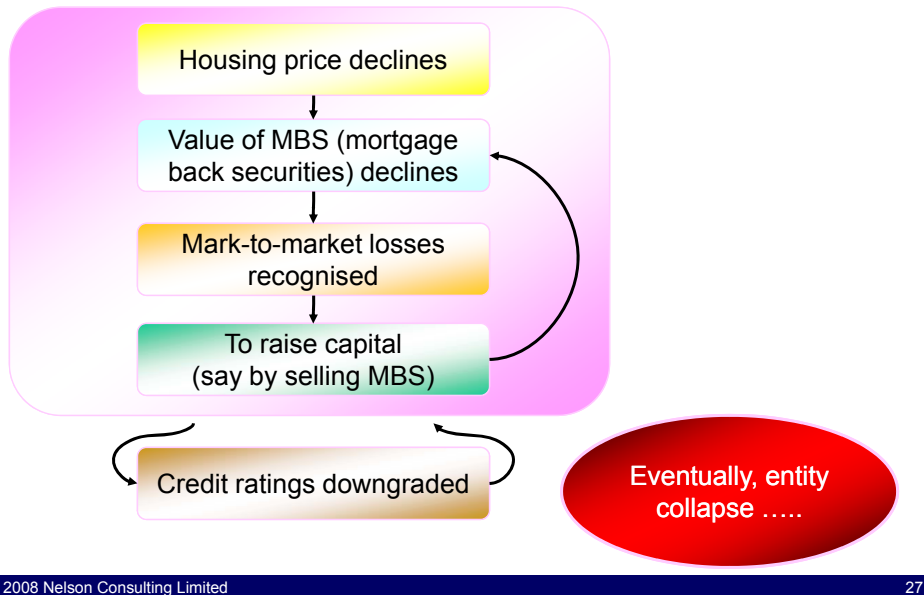 Housing price declines
Value of MBS (mortgage
back securities) declines
Mark-to-market losses
recognised
To raise capital
(say by selling MBS)
Credit ratings downgraded
Eventually, entity
collapse …..
2008 Nelson Consulting Limited
27